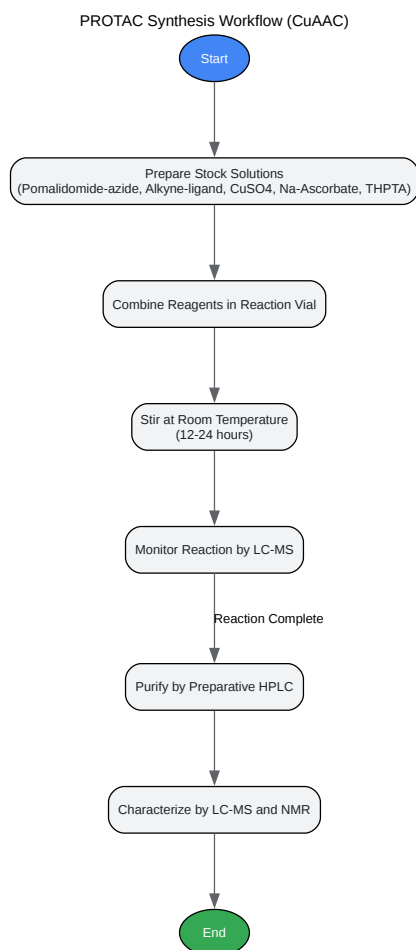 PROTAC Synthesis Workflow (CuAAC)
Start
Prepare Stock Solutions
(Pomalidomide-azide, Alkyne-ligand, CuSO4, Na-Ascorbate, THPTA)
Combine Reagents in Reaction Vial
Stir at Room Temperature
(12-24 hours)
Monitor Reaction by LC-MS
Reaction Complete
Purify by Preparative HPLC
Characterize by LC-MS and NMR
End